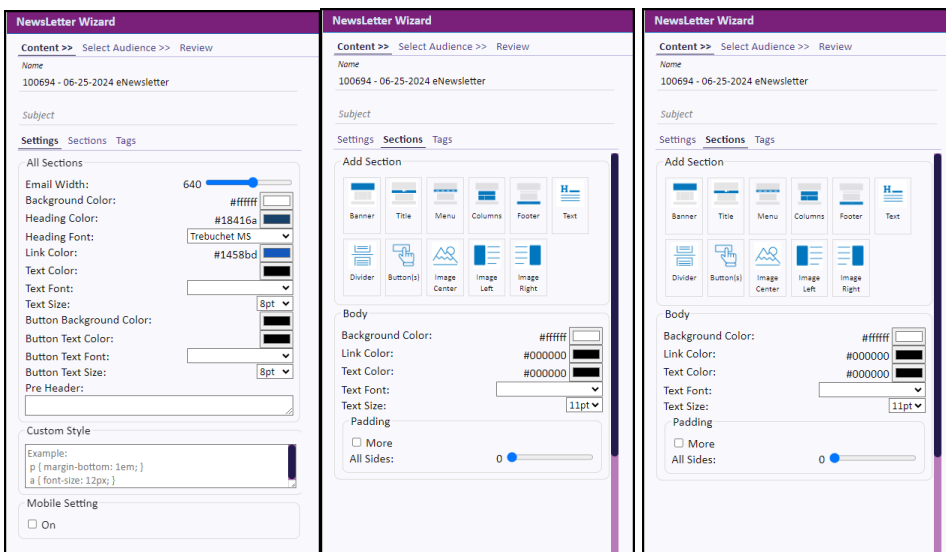 NewsLetter Wizard
Content >> Select Audience >> Review
Name
100694 - 06-25-2024 eNewsletter
Subject
Settings Sections Tags
All Sections
Email Width: 640
Background Color: #ffffff
Heading Color: #18416a
Heading Font: Trebuchet MS
Link Color: #1458bd
Text Color:
Text Font:
Text Size: 8pt
Button Background Color:
Button Text Color:
Button Text Font:
Button Text Size: 8pt
Pre Header:
Custom Style
Example:
p { margin-bottom: 1em; }
a { font-size: 12px; }
Mobile Setting
On
NewsLetter Wizard
Content >> Select Audience >> Review
Name
100694 - 06-25-2024 eNewsletter
Subject
Settings Sections Tags
Add Section
H
Banner Title Menu Columns Footer Text
Divider Button(s) Image Center Image Left Image Right
Body
Background Color: #ffffff
Link Color: #000000
Text Color: #000000
Text Font:
Text Size: 11pt
Padding
More
All Sides: 0
NewsLetter Wizard
Content >> Select Audience >> Review
Name
100694 - 06-25-2024 eNewsletter
Subject
Settings Sections Tags
Add Section
H
Banner Title Menu Columns Footer Text
Divider Button(s) Image Center Image Left Image Right
Body
Background Color: #ffffff
Link Color: #000000
Text Color: #000000
Text Font:
Text Size: 11pt
Padding
More
All Sides: 0